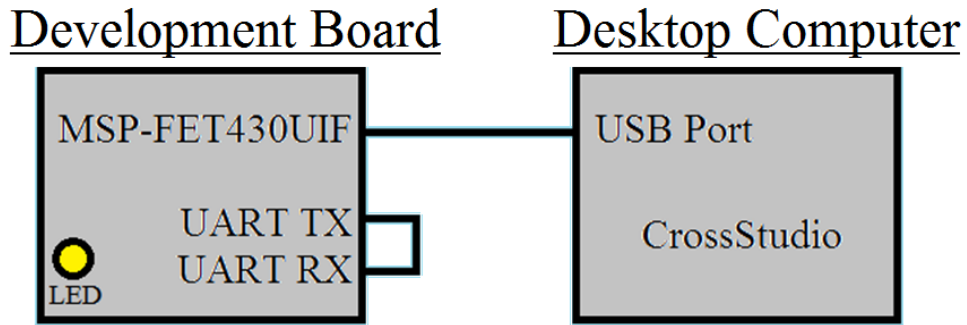 Development Board
Desktop Computer
MSP-FET430UIF
USB Port
UART TX
UART RX
LED
CrossStudio